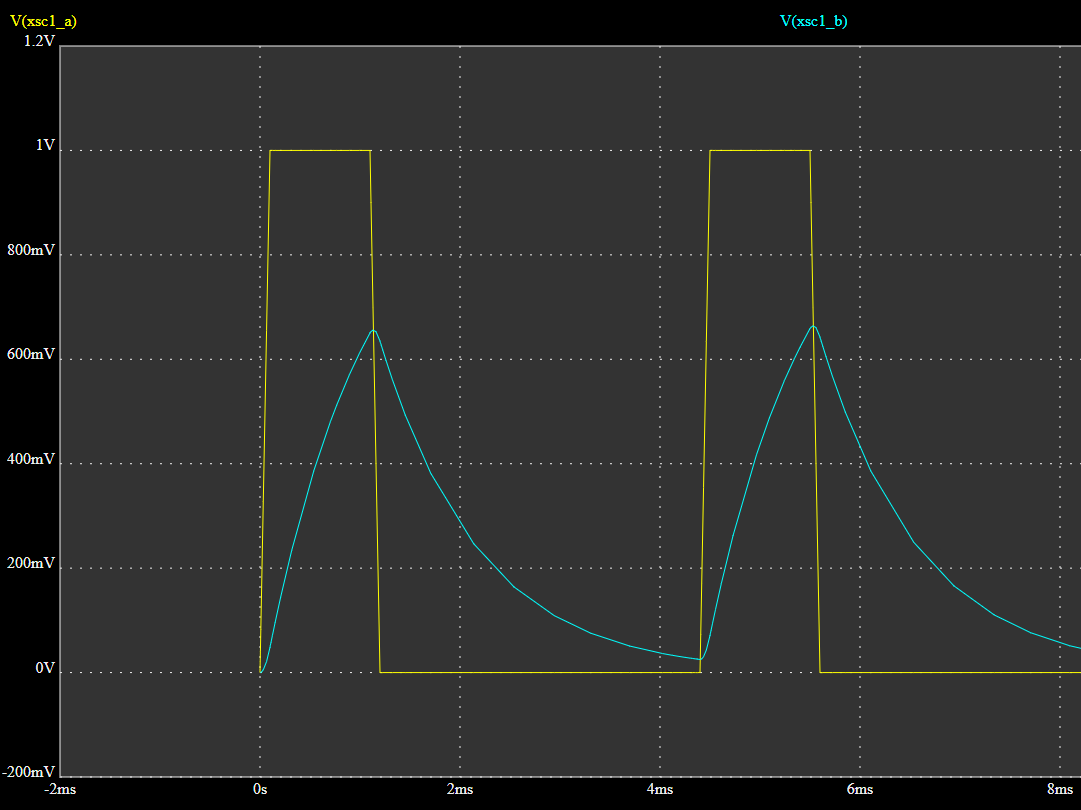 V(xsc1_a) V(xsc1_b)
1.2V
1V
800mV
600mV
400mV
200mV
0V
-200mV
-2ms 0s 2ms 4ms 6ms 8ms